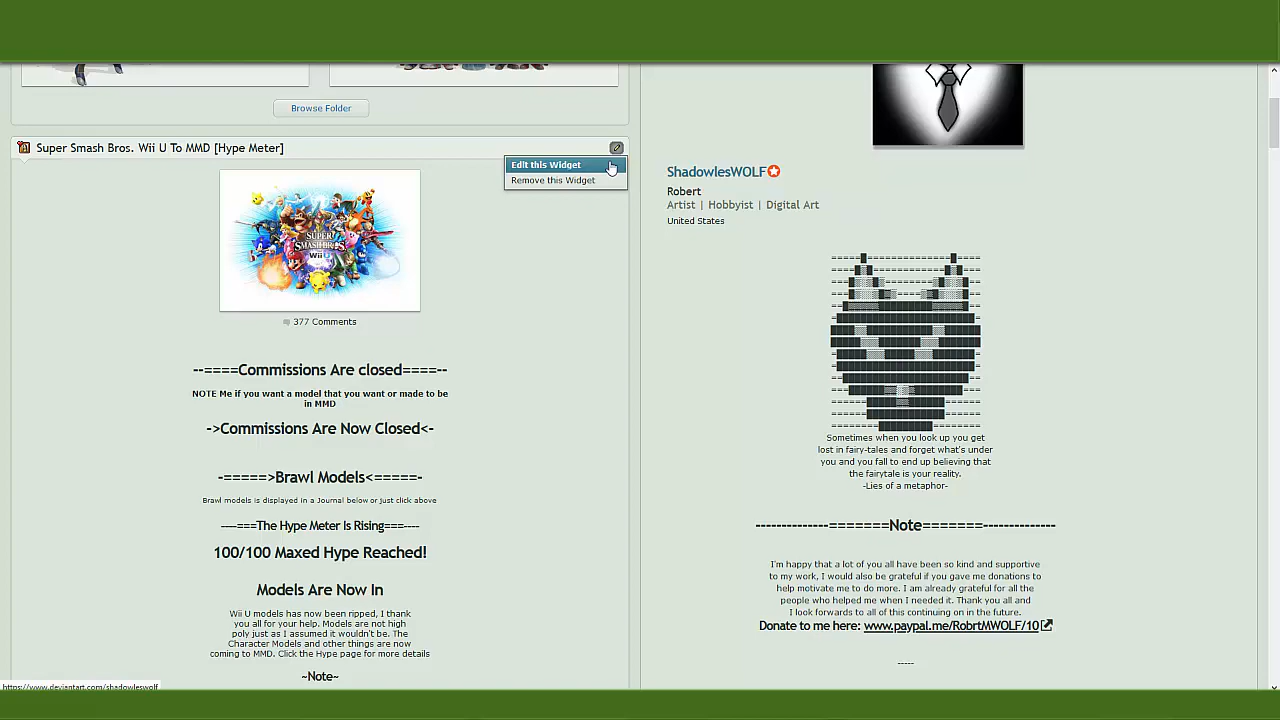 Browse Folder
Super Smash Bros. Wii U To MMD [Hype Meter]
Edit this Widget
Remove this Widget
SUPER
SMASH BROS.
Wii U
377 Comments
--====Commissions Are closed====--
NOTE Me if you want a model that you want or made to be
in MMD
->Commissions Are Now Closed<-
-=====>Brawl Models<=====-
Brawl models is displayed in a Journal below or just click above
----===The Hype Meter Is Rising===----
100/100 Maxed Hype Reached!
Models Are Now In
Wii U models has now been ripped, I thank
you all for your help. Models are not high
poly just as I assumed it wouldn't be. The
Character Models and other things are now
coming to MMD. Click the Hype page for more details
~Note~
https://www.deviantart.com/shadowleswolf
ShadowlesWOLF
Robert
Artist | Hobbyist | Digital Art
United States
Sometimes when you look up you get
lost in fairy-tales and forget what's under
you and you fall to end up believing that
the fairytale is your reality.
-Lies of a metaphor-
--------------=======Note=======--------------
I'm happy that a lot of you all have been so kind and supportive
to my work, I would also be grateful if you gave me donations to
help motivate me to do more. I am already grateful for all the
people who helped me when I needed it. Thank you all and
I look forwards to all of this continuing on in the future.
Donate to me here: www.paypal.me/RobrtMWOLF/10
-----